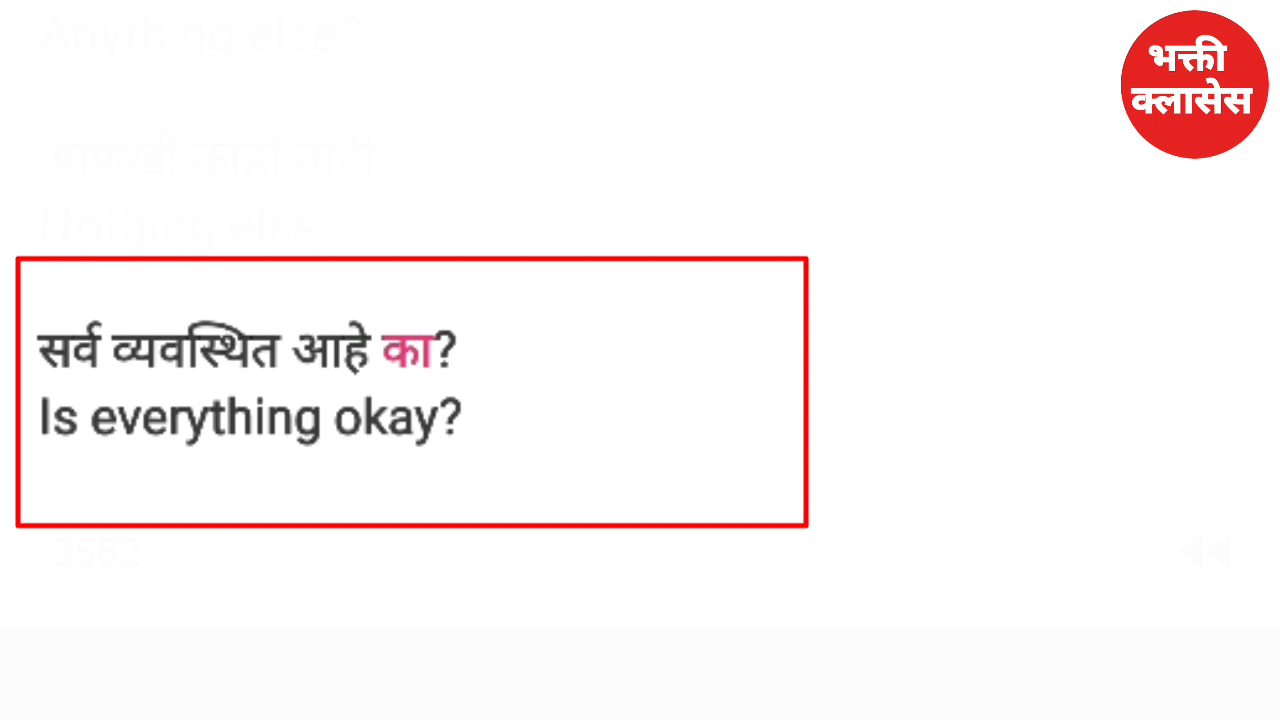 Anything else?
भक्ती
क्लासेस
आणखी काही नाही.
Nothing else
सर्व व्यवस्थित आहे का?
Is everything okay?
3582